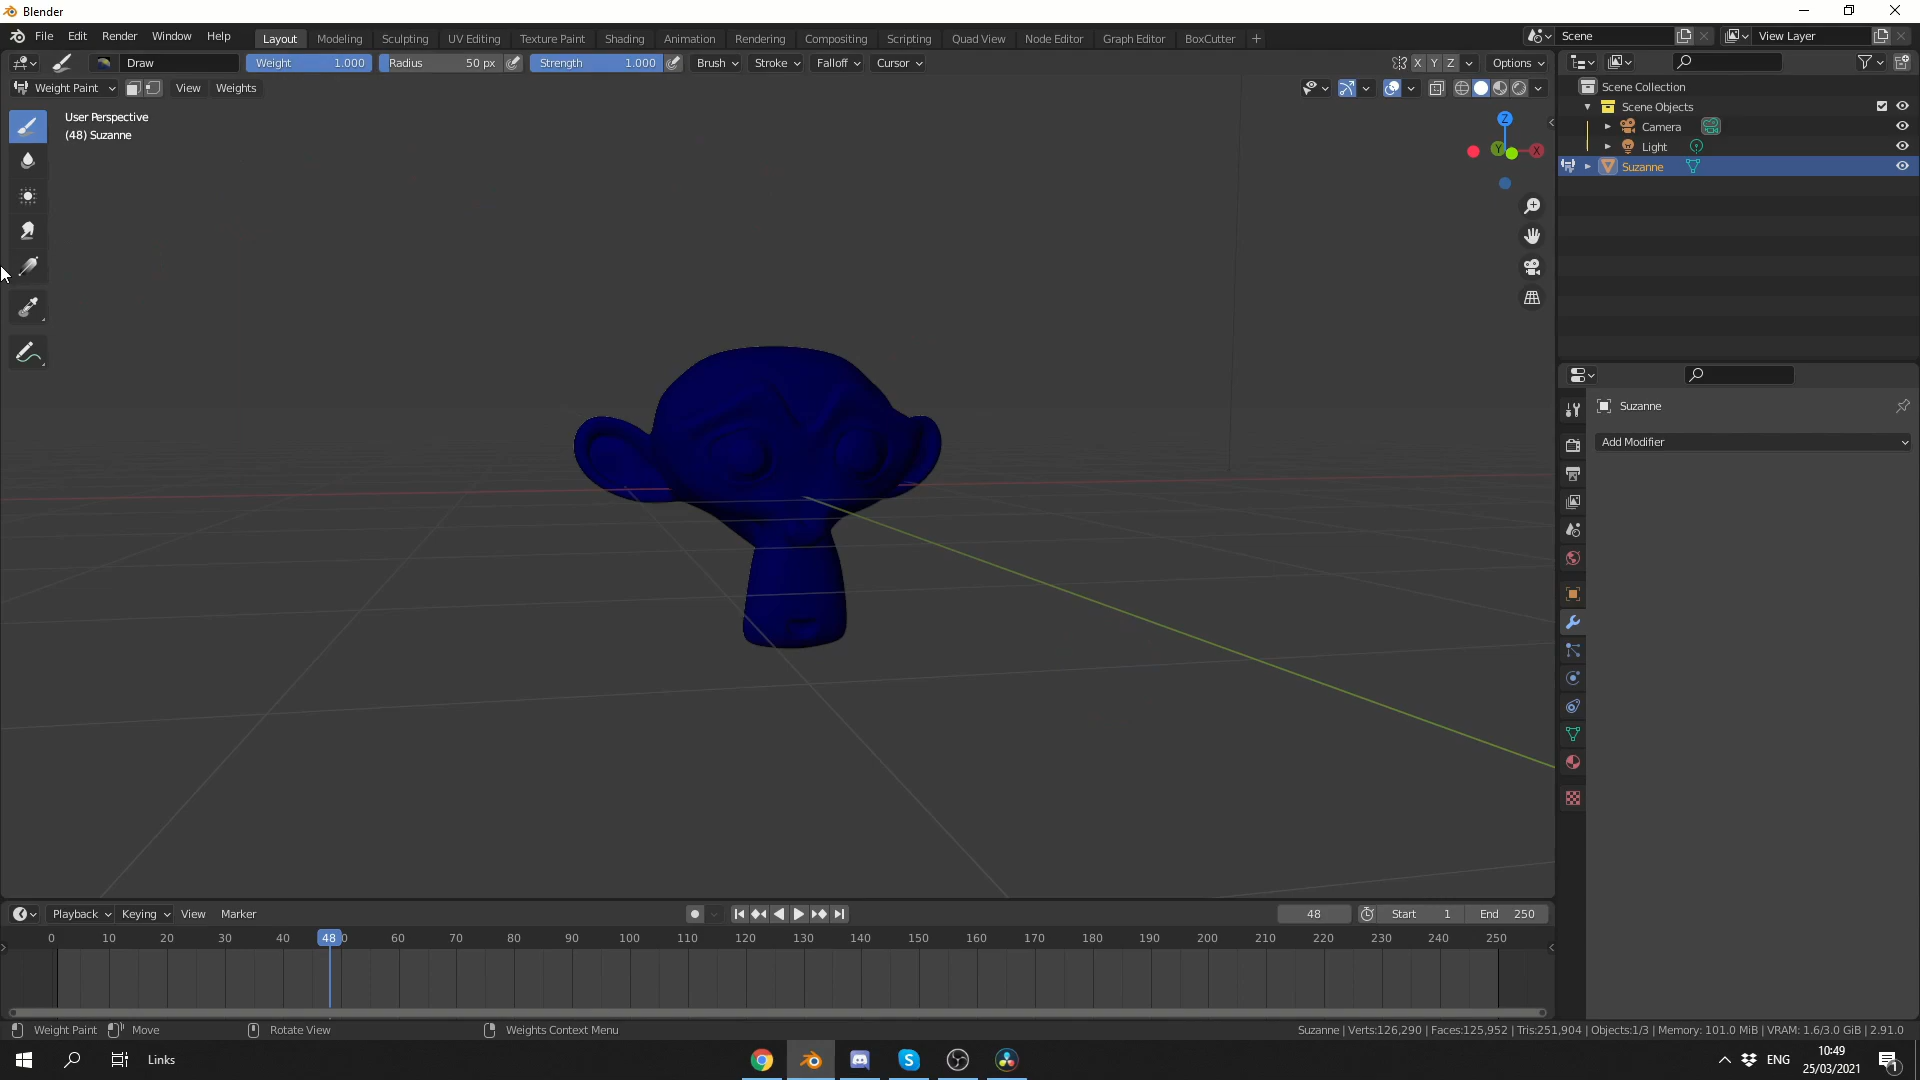 Blender
File Edit Render Window Help Layout Modeling Sculpting UV Editing Texture Paint Shading Animation Rendering Compositing Scripting Quad View Node Editor Graph Editor BoxCutter + Scene View Layer
Draw Weight 1.000 Radius 50 px Strength 1.000 Brush Stroke Falloff Cursor X Y Z Options
Weight Paint View Weights
User Perspective
(48) Suzanne
Z
Y X
Scene Collection
Scene Objects
Camera
Light
Suzanne
Suzanne
Add Modifier
Playback Keying View Marker 48 Start 1 End 250
0 10 20 30 40 48 0 60 70 80 90 100 110 120 130 140 150 160 170 180 190 200 210 220 230 240 250
Weight Paint Move Rotate View Weights Context Menu Suzanne | Verts:126,290 | Faces:125,952 | Tris:251,904 | Objects:1/3 | Memory: 101.0 MiB | VRAM: 1.6/3.0 GiB | 2.91.0
Links ENG 10:49
25/03/2021 1